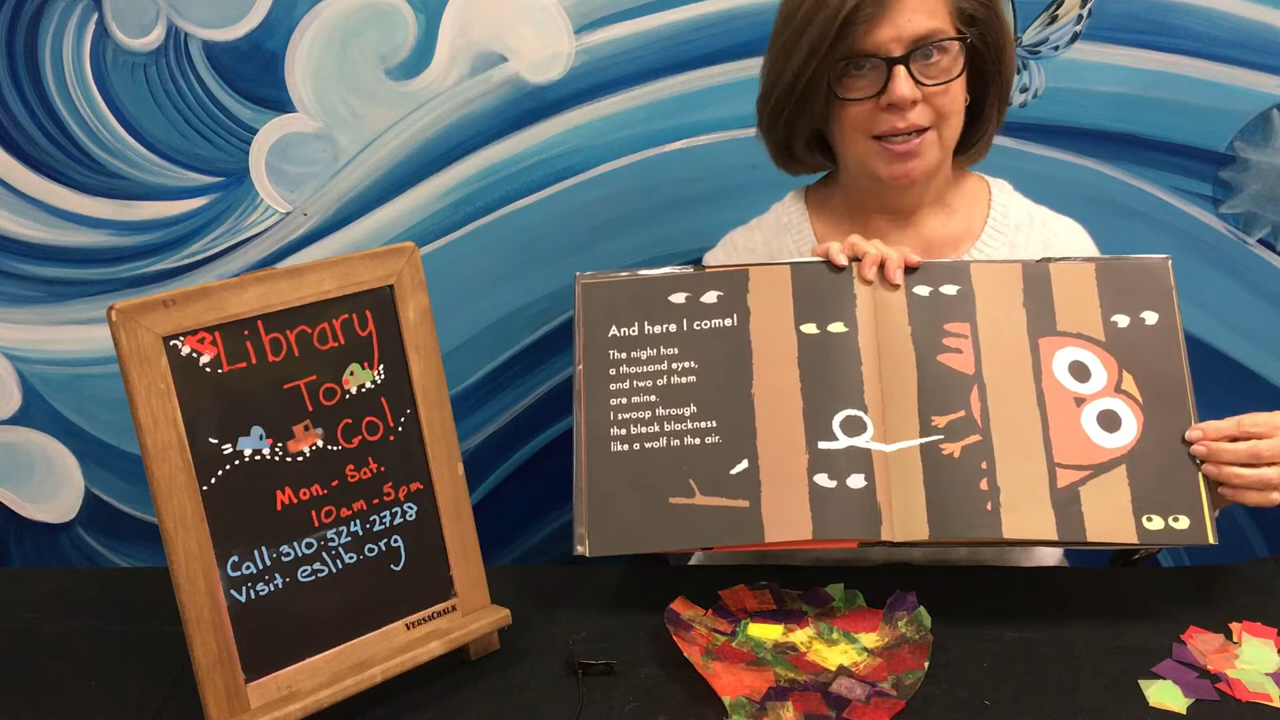 Library
To
Go!
Mon. - Sat.
10am - 5pm
Call · 310.524.2728
Visit · eslib.org
VERSACHALK
And here I come!
The night has
a thousand eyes,
and two of them
are mine.
I swoop through
the bleak blackness
like a wolf in the air.